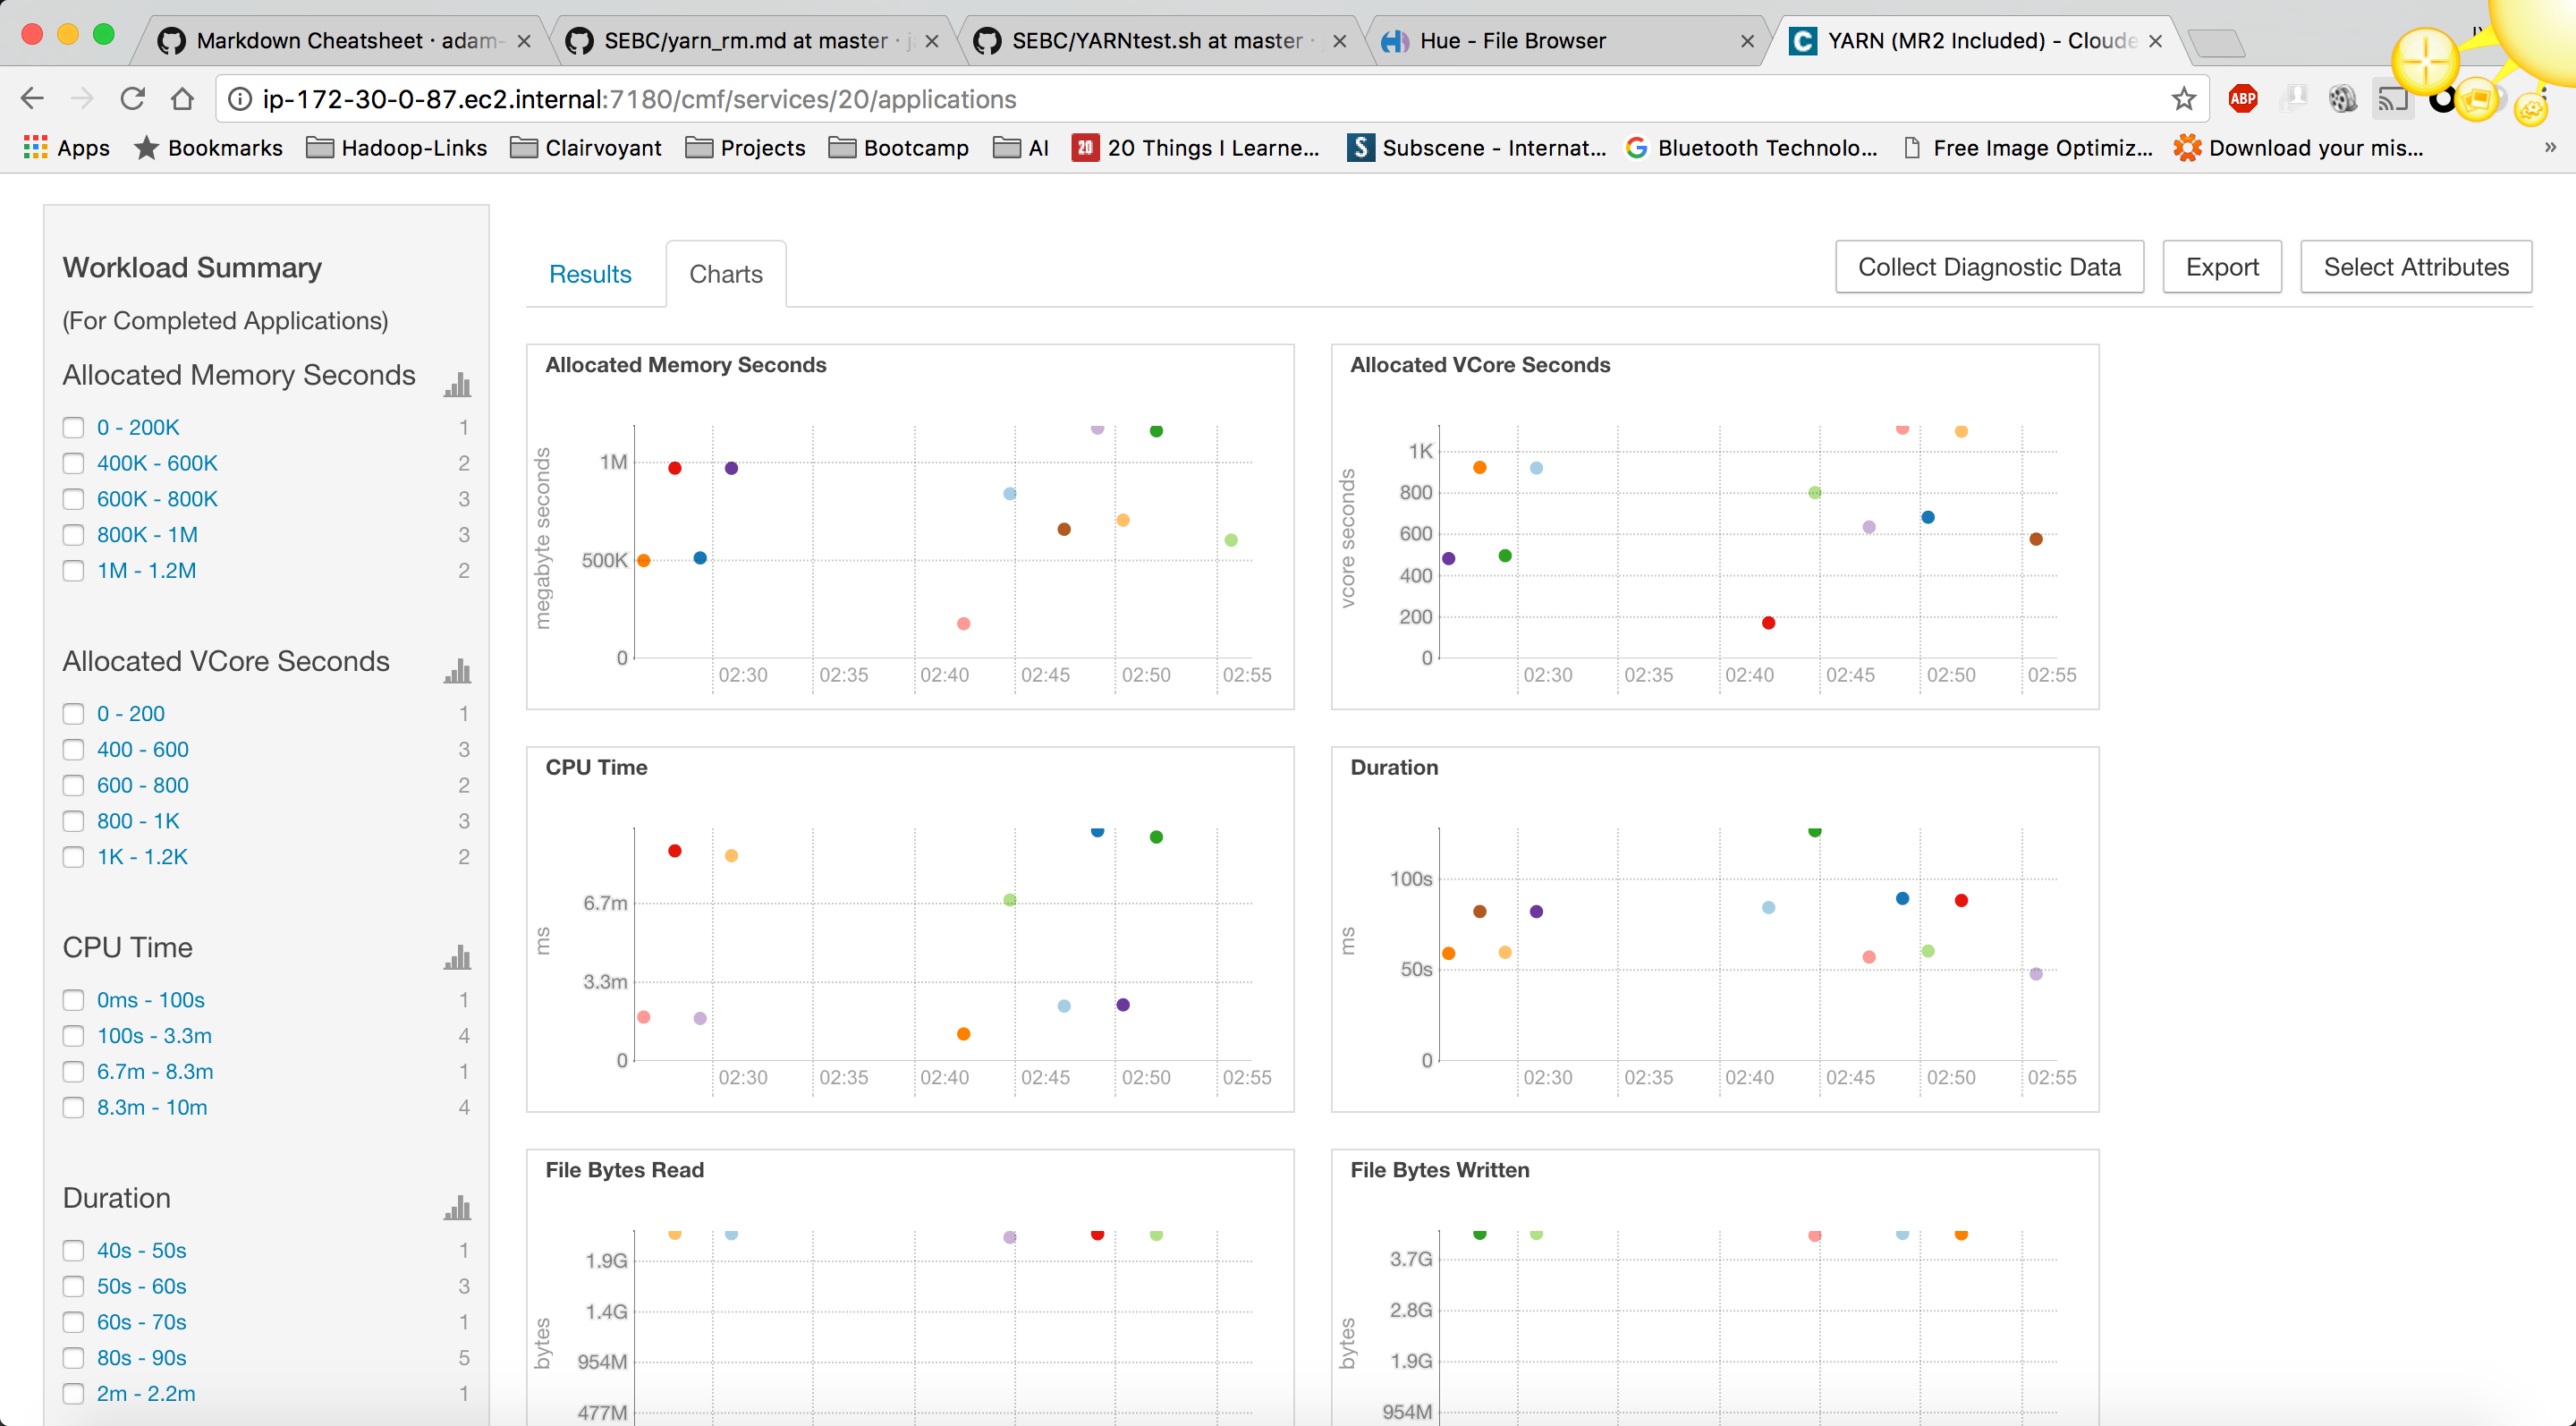 Markdown Cheatsheet · adam-
SEBC/yarn_rm.md at master ·
SEBC/YARNtest.sh at master ·
Hue - File Browser
YARN (MR2 Included) - Cloude
ip-172-30-0-87.ec2.internal:7180/cmf/services/20/applications
ABP
Apps
Bookmarks
Hadoop-Links
Clairvoyant
Projects
Bootcamp
AI
20
20 Things I Learne...
S
Subscene - Internat...
Bluetooth Technolo...
Free Image Optimiz...
Download your mis...
»
Workload Summary
(For Completed Applications)
Allocated Memory Seconds
0 - 200K 1
400K - 600K 2
600K - 800K 3
800K - 1M 3
1M - 1.2M 2
Allocated VCore Seconds
0 - 200 1
400 - 600 3
600 - 800 2
800 - 1K 3
1K - 1.2K 2
CPU Time
0ms - 100s 1
100s - 3.3m 4
6.7m - 8.3m 1
8.3m - 10m 4
Duration
40s - 50s 1
50s - 60s 3
60s - 70s 1
80s - 90s 5
2m - 2.2m 1
Results
Charts
Collect Diagnostic Data
Export
Select Attributes
Allocated Memory Seconds
megabyte seconds
1M
500K
0
02:30 02:35 02:40 02:45 02:50 02:55
Allocated VCore Seconds
vcore seconds
1K
800
600
400
200
0
02:30 02:35 02:40 02:45 02:50 02:55
CPU Time
ms
6.7m
3.3m
0
02:30 02:35 02:40 02:45 02:50 02:55
Duration
ms
100s
50s
0
02:30 02:35 02:40 02:45 02:50 02:55
File Bytes Read
bytes
1.9G
1.4G
954M
477M
File Bytes Written
bytes
3.7G
2.8G
1.9G
954M